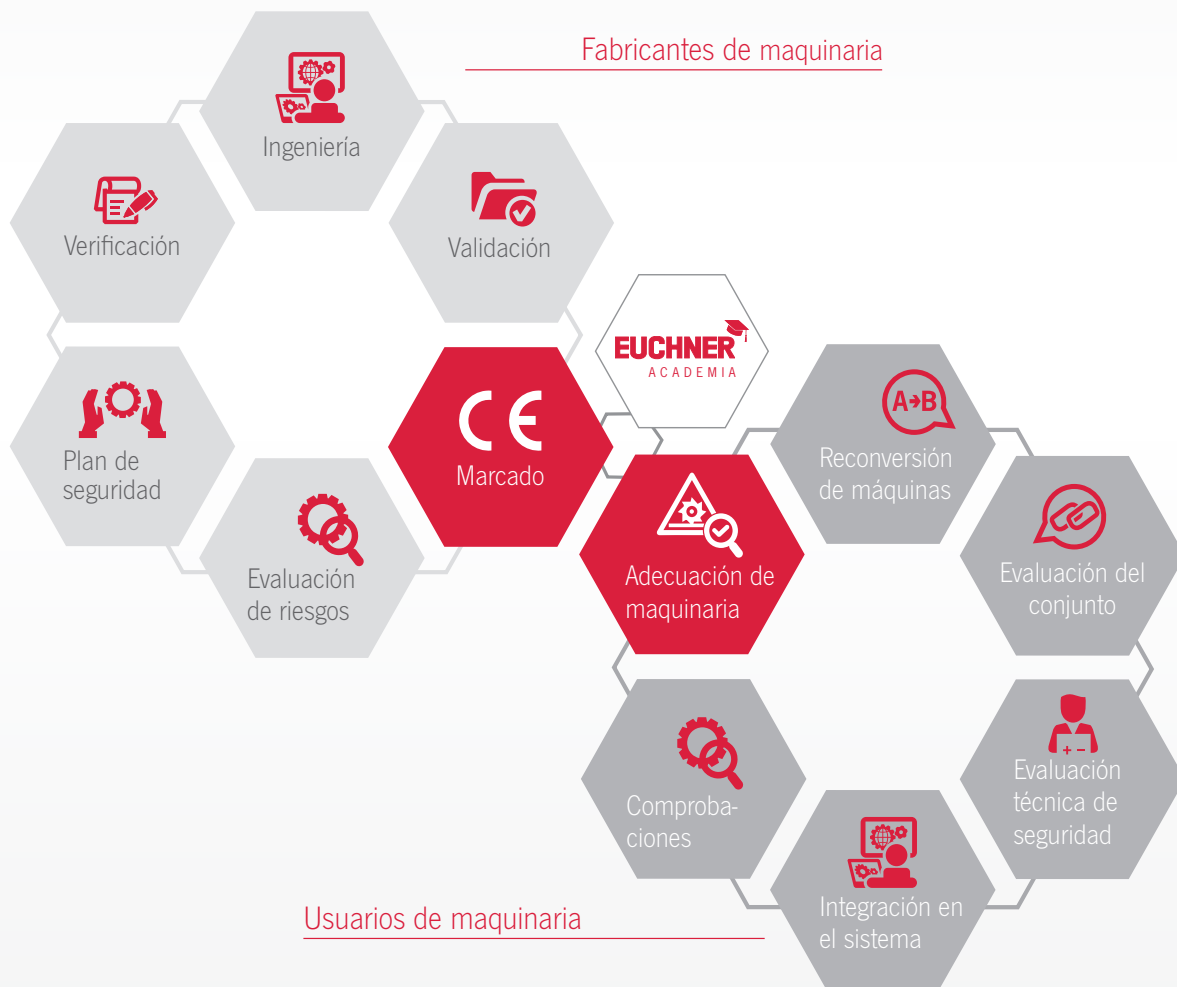 Fabricantes de maquinaria
Ingeniería
Verificación
Validación
EUCHNER
ACADEMIA
Plan de
seguridad
CE
Marcado
A→B
Reconversión
de máquinas
Evaluación
de riesgos
Adecuación de
maquinaria
Evaluación del
conjunto
Comproba-
ciones
+ -
Evaluación
técnica de
seguridad
Integración en
el sistema
Usuarios de maquinaria